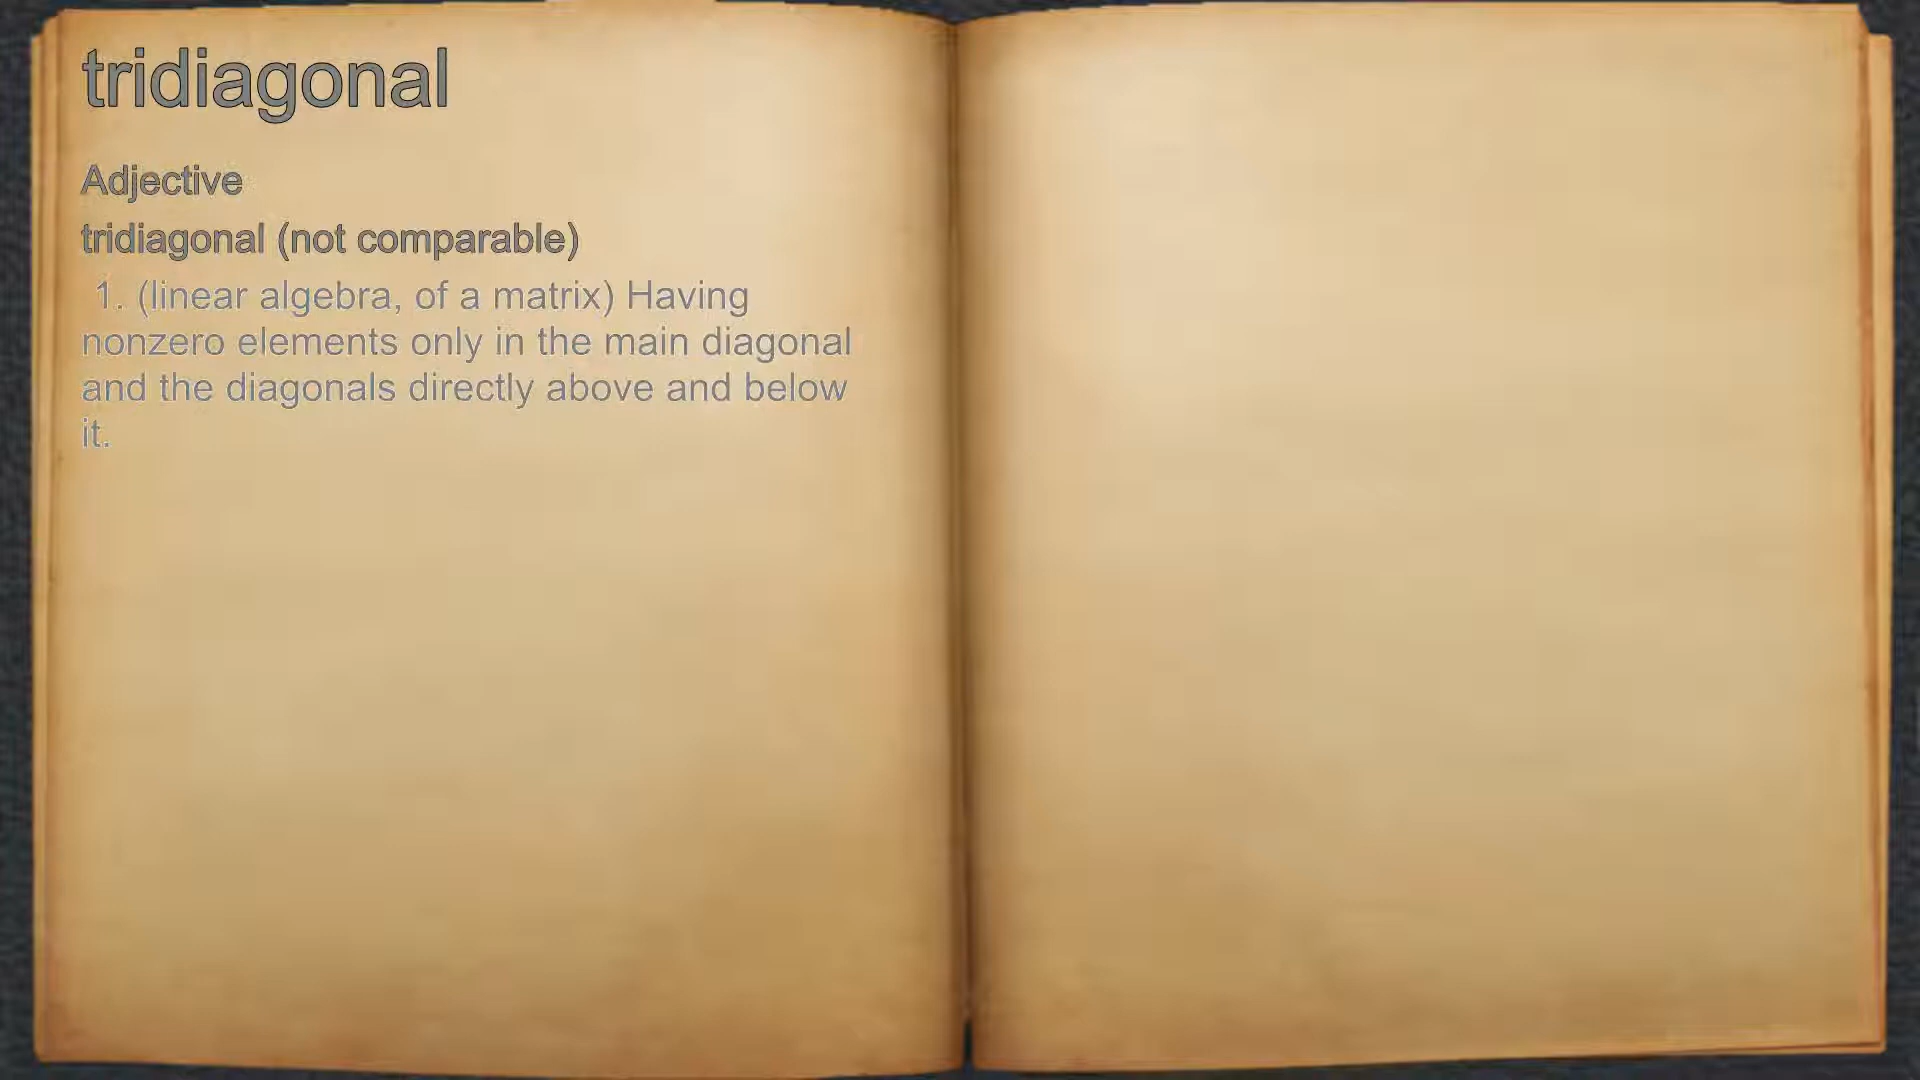 tridiagonal
Adjective
tridiagonal (not comparable)
1. (linear algebra, of a matrix) Having
nonzero elements only in the main diagonal
and the diagonals directly above and below
it.